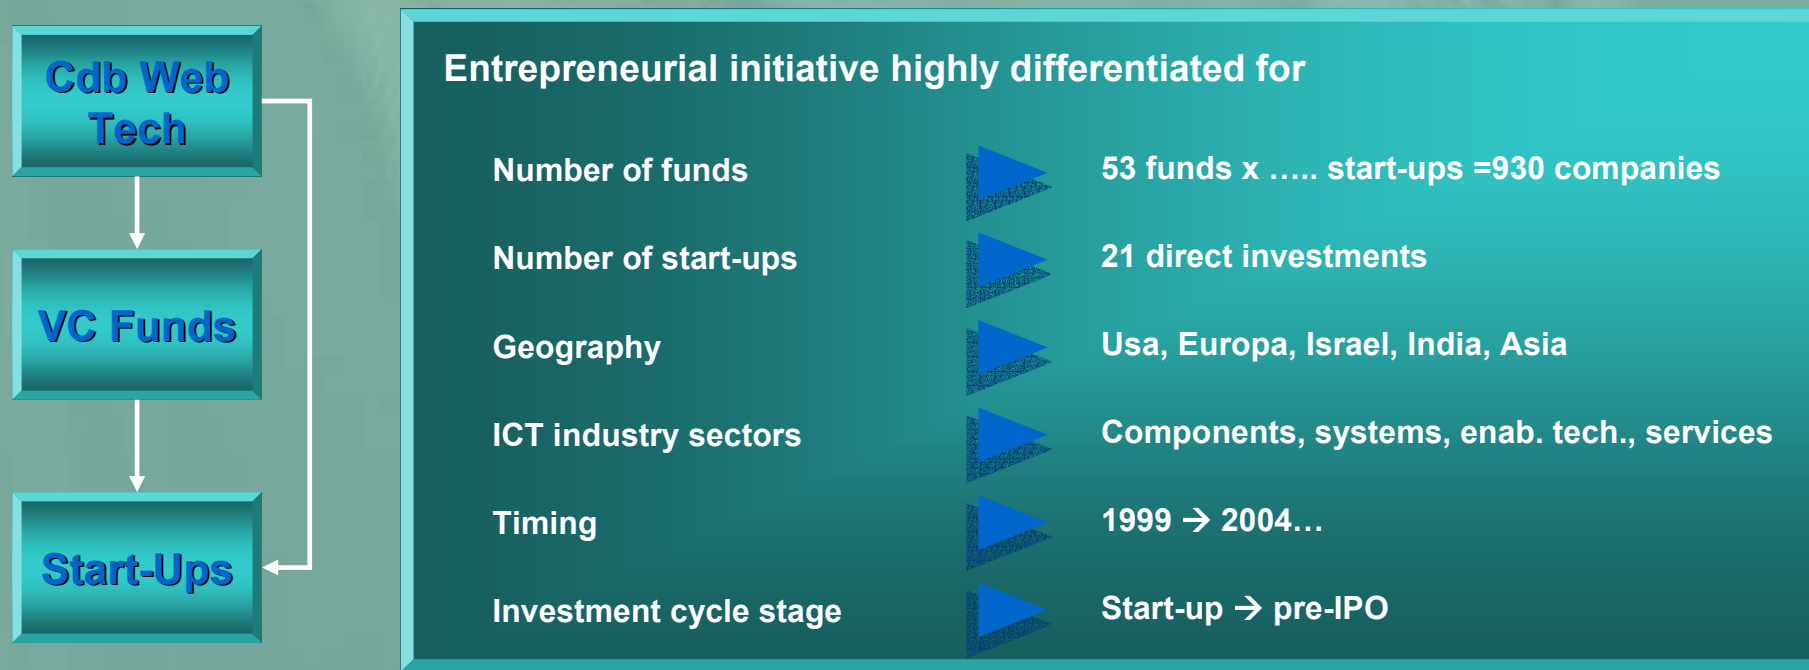 Cdb Web
Tech
VC Funds
Start-Ups
Entrepreneurial initiative highly differentiated for
Number of funds
53 funds x ..... start-ups =930 companies
Number of start-ups
21 direct investments
Geography
Usa, Europa, Israel, India, Asia
ICT industry sectors
Components, systems, enab. tech., services
Timing
1999 → 2004…
Investment cycle stage
Start-up → pre-IPO